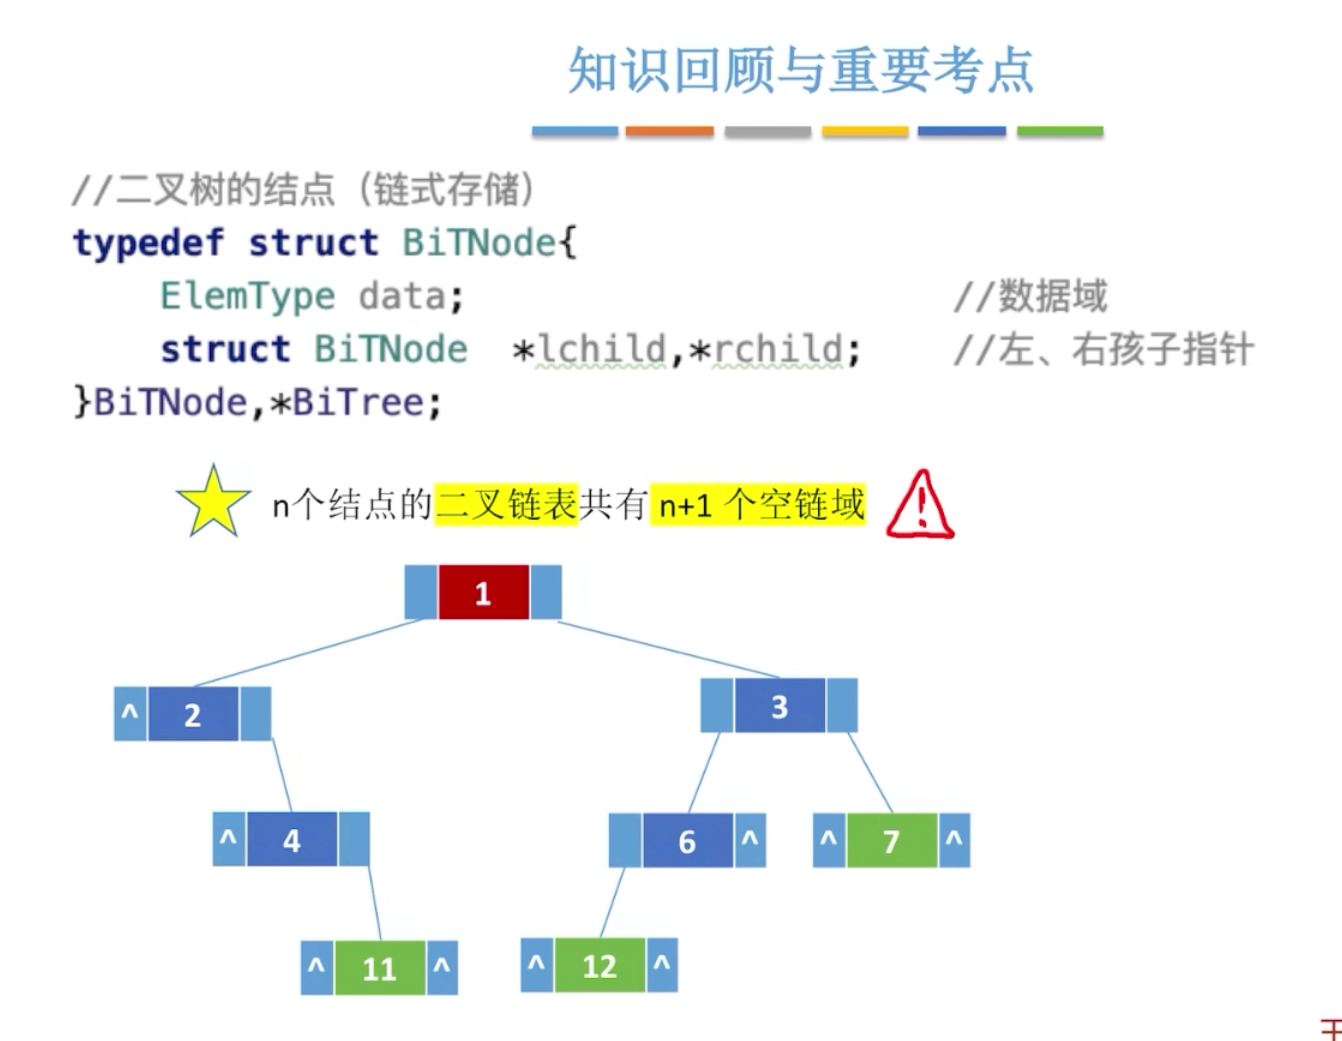 知识回顾与重要考点
//二叉树的结点（链式存储）
typedef struct BiTNode{
ElemType data; //数据域
struct BiTNode *lchild,*rchild; //左、右孩子指针
}BiTNode,*BiTree;
n个结点的二叉链表共有 n+1 个空链域
!
1
^ 2
3
^ 4
6 ^
^ 7 ^
^ 11 ^
^ 12 ^